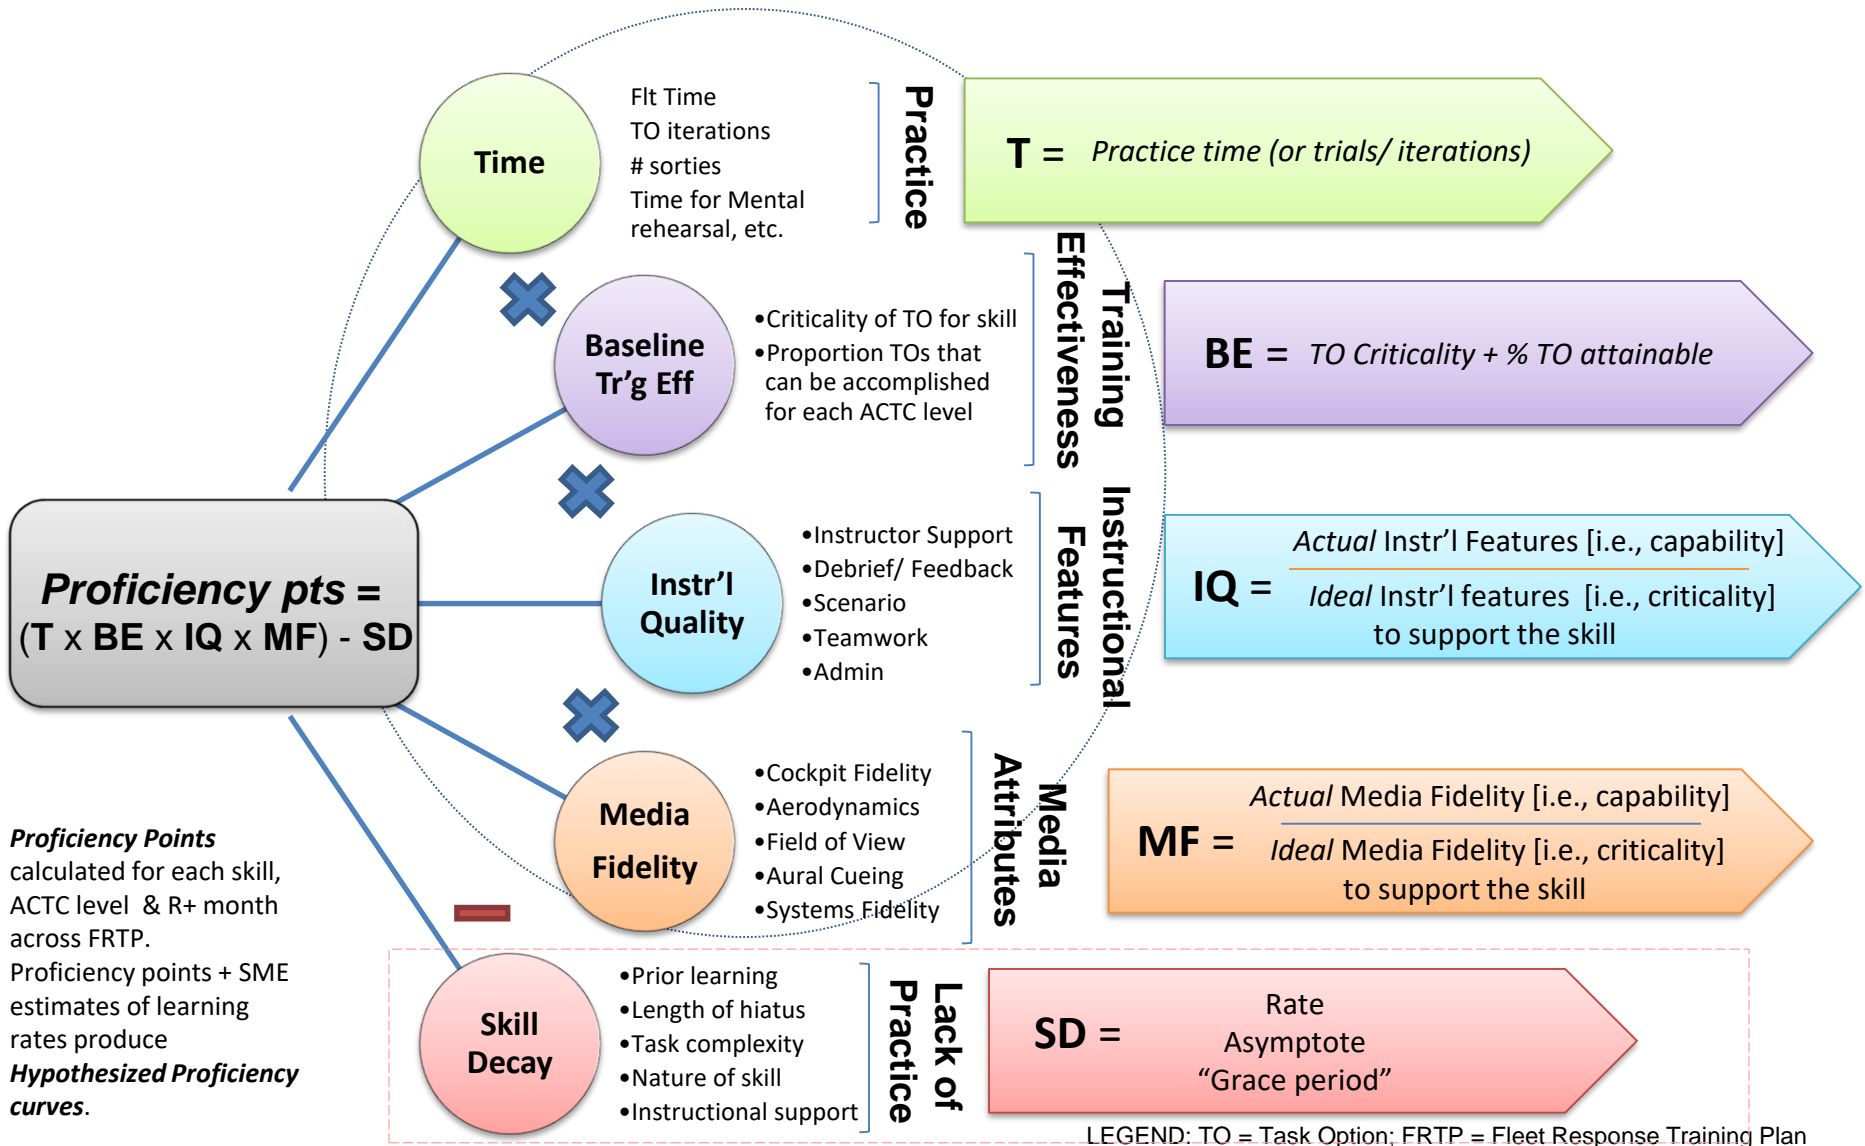 Time
Flt Time
TO iterations
# sorties
Time for Mental
rehearsal, etc.
Practice
T = Practice time (or trials/ iterations)
Baseline
Tr’g Eff
•Criticality of TO for skill
•Proportion TOs that
can be accomplished
for each ACTC level
Training
Effectiveness
BE = TO Criticality + % TO attainable
Proficiency pts =
(T x BE x IQ x MF) - SD
Instr’l
Quality
•Instructor Support
•Debrief/ Feedback
•Scenario
•Teamwork
•Admin
Instructional
Features
IQ =
Actual Instr’l Features [i.e., capability]
Ideal Instr’l features [i.e., criticality]
to support the skill
Media
Fidelity
•Cockpit Fidelity
•Aerodynamics
•Field of View
•Aural Cueing
•Systems Fidelity
Media
Attributes
MF =
Actual Media Fidelity [i.e., capability]
Ideal Media Fidelity [i.e., criticality]
to support the skill
Proficiency Points
calculated for each skill,
ACTC level & R+ month
across FRTP.
Proficiency points + SME
estimates of learning
rates produce
Hypothesized Proficiency
curves.
Skill
Decay
•Prior learning
•Length of hiatus
•Task complexity
•Nature of skill
•Instructional support
Lack of
Practice
SD =
Rate
Asymptote
“Grace period”
LEGEND: TO = Task Option; FRTP = Fleet Response Training Plan